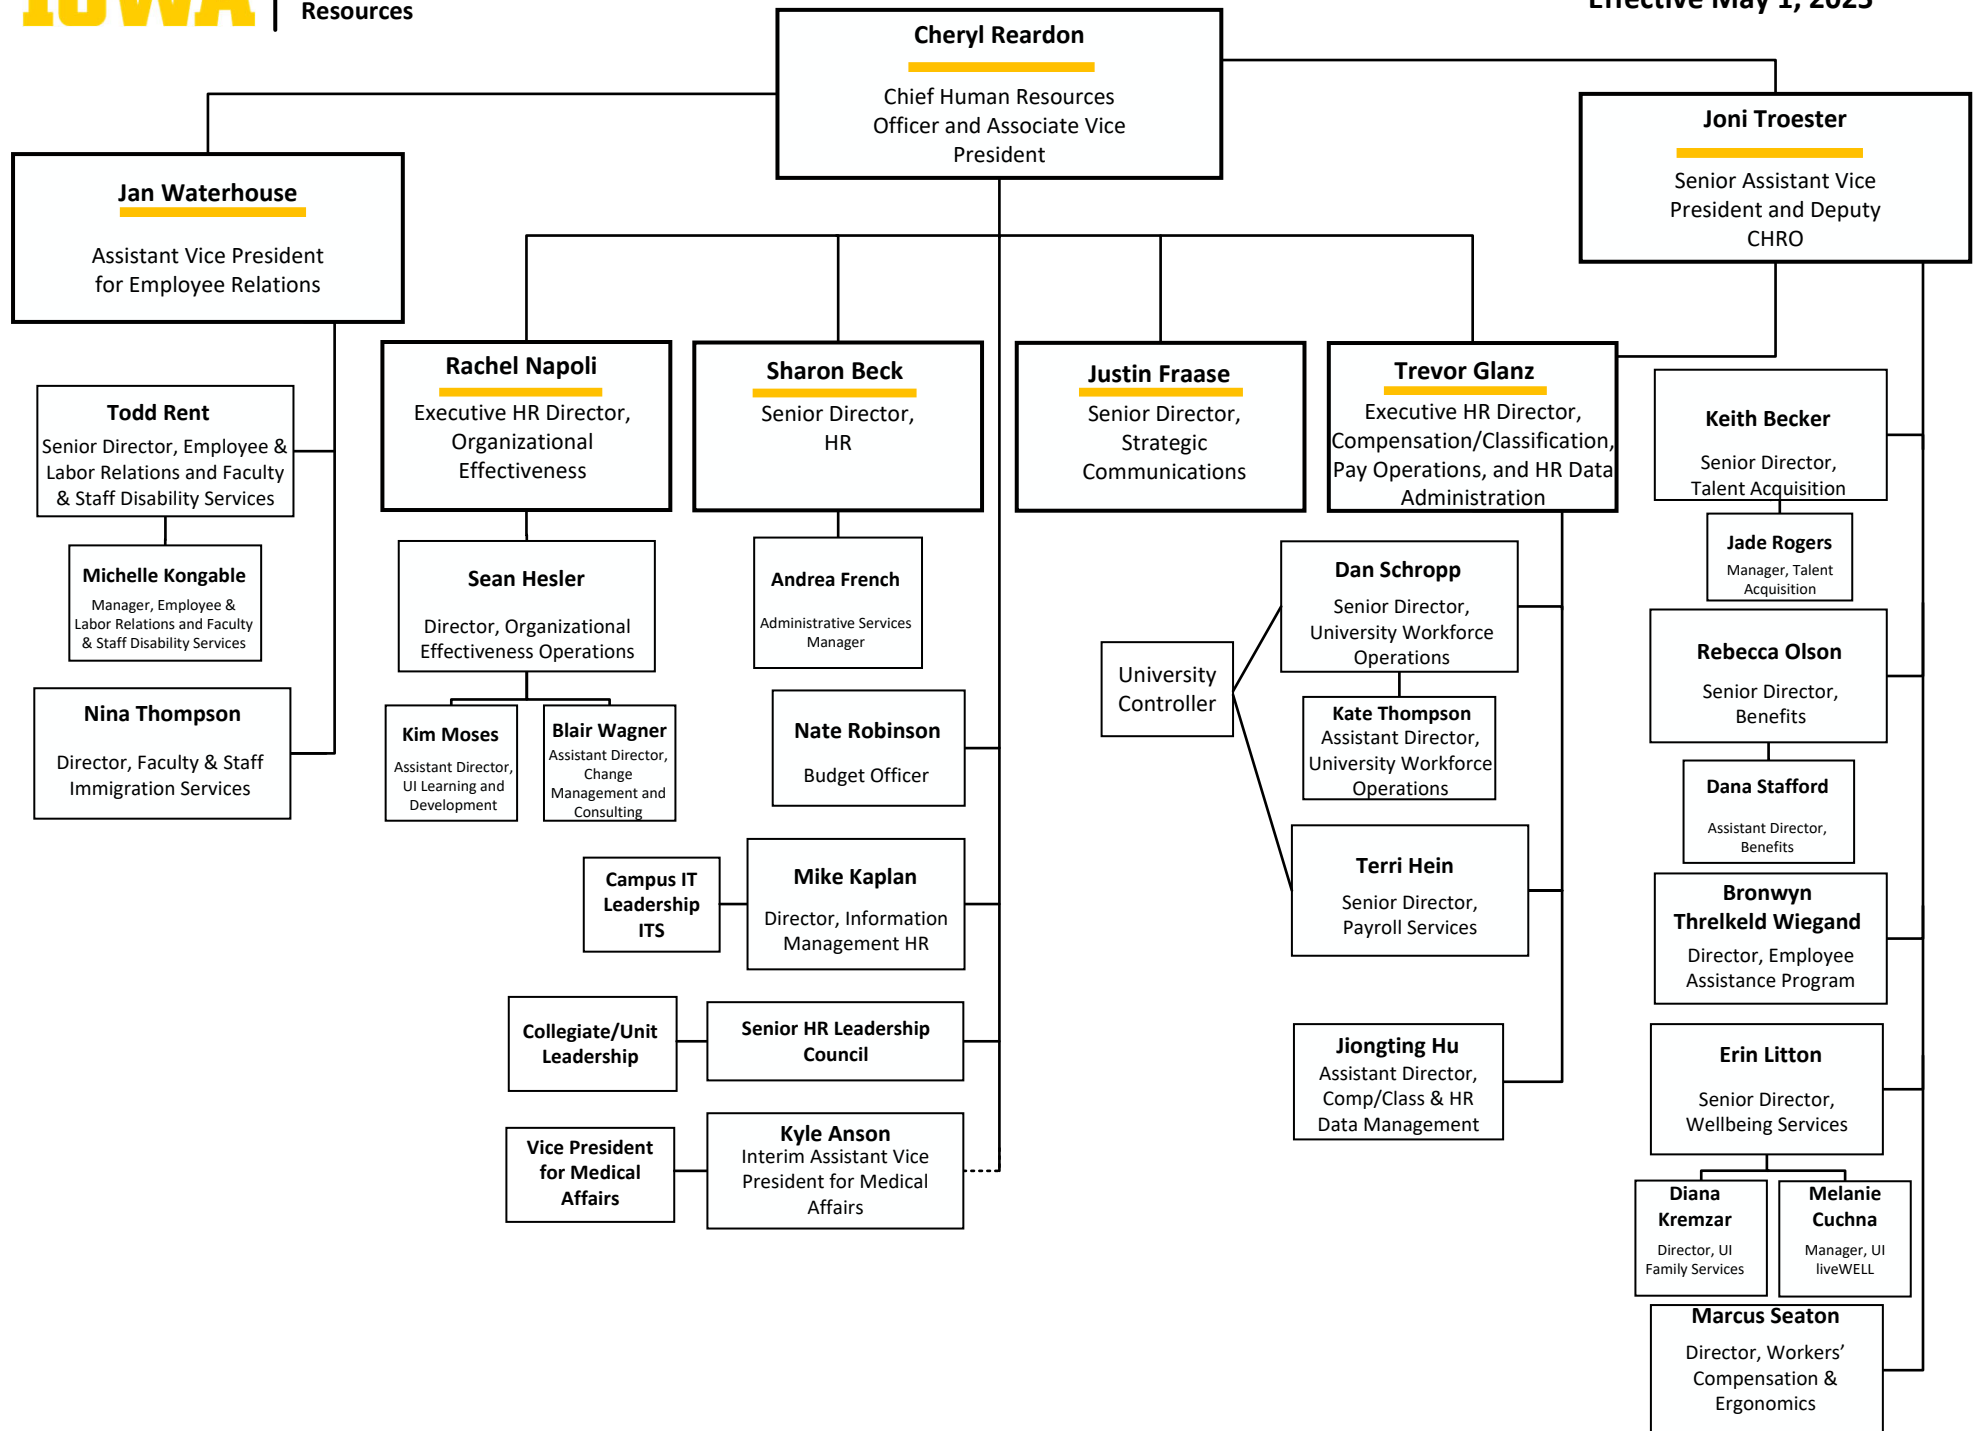 IOWA
Resources
Effective May 1, 2025
Cheryl Reardon
Chief Human Resources
Officer and Associate Vice
President
Joni Troester
Senior Assistant Vice
President and Deputy
CHRO
Jan Waterhouse
Assistant Vice President
for Employee Relations
Todd Rent
Senior Director, Employee &
Labor Relations and Faculty
& Staff Disability Services
Michelle Kongable
Manager, Employee &
Labor Relations and Faculty
& Staff Disability Services
Nina Thompson
Director, Faculty & Staff
Immigration Services
Rachel Napoli
Executive HR Director,
Organizational
Effectiveness
Sean Hesler
Director, Organizational
Effectiveness Operations
Kim Moses
Assistant Director,
UI Learning and
Development
Blair Wagner
Assistant Director,
Change
Management and
Consulting
Sharon Beck
Senior Director,
HR
Andrea French
Administrative Services
Manager
Nate Robinson
Budget Officer
Campus IT
Leadership
ITS
Mike Kaplan
Director, Information
Management HR
Collegiate/Unit
Leadership
Senior HR Leadership
Council
Vice President
for Medical
Affairs
Kyle Anson
Interim Assistant Vice
President for Medical
Affairs
Justin Fraase
Senior Director,
Strategic
Communications
Trevor Glanz
Executive HR Director,
Compensation/Classification,
Pay Operations, and HR Data
Administration
University
Controller
Dan Schropp
Senior Director,
University Workforce
Operations
Kate Thompson
Assistant Director,
University Workforce
Operations
Terri Hein
Senior Director,
Payroll Services
Jiongting Hu
Assistant Director,
Comp/Class & HR
Data Management
Keith Becker
Senior Director,
Talent Acquisition
Jade Rogers
Manager, Talent
Acquisition
Rebecca Olson
Senior Director,
Benefits
Dana Stafford
Assistant Director,
Benefits
Bronwyn
Threlkeld Wiegand
Director, Employee
Assistance Program
Erin Litton
Senior Director,
Wellbeing Services
Diana
Kremzar
Director, UI
Family Services
Melanie
Cuchna
Manager, UI
liveWELL
Marcus Seaton
Director, Workers’
Compensation &
Ergonomics